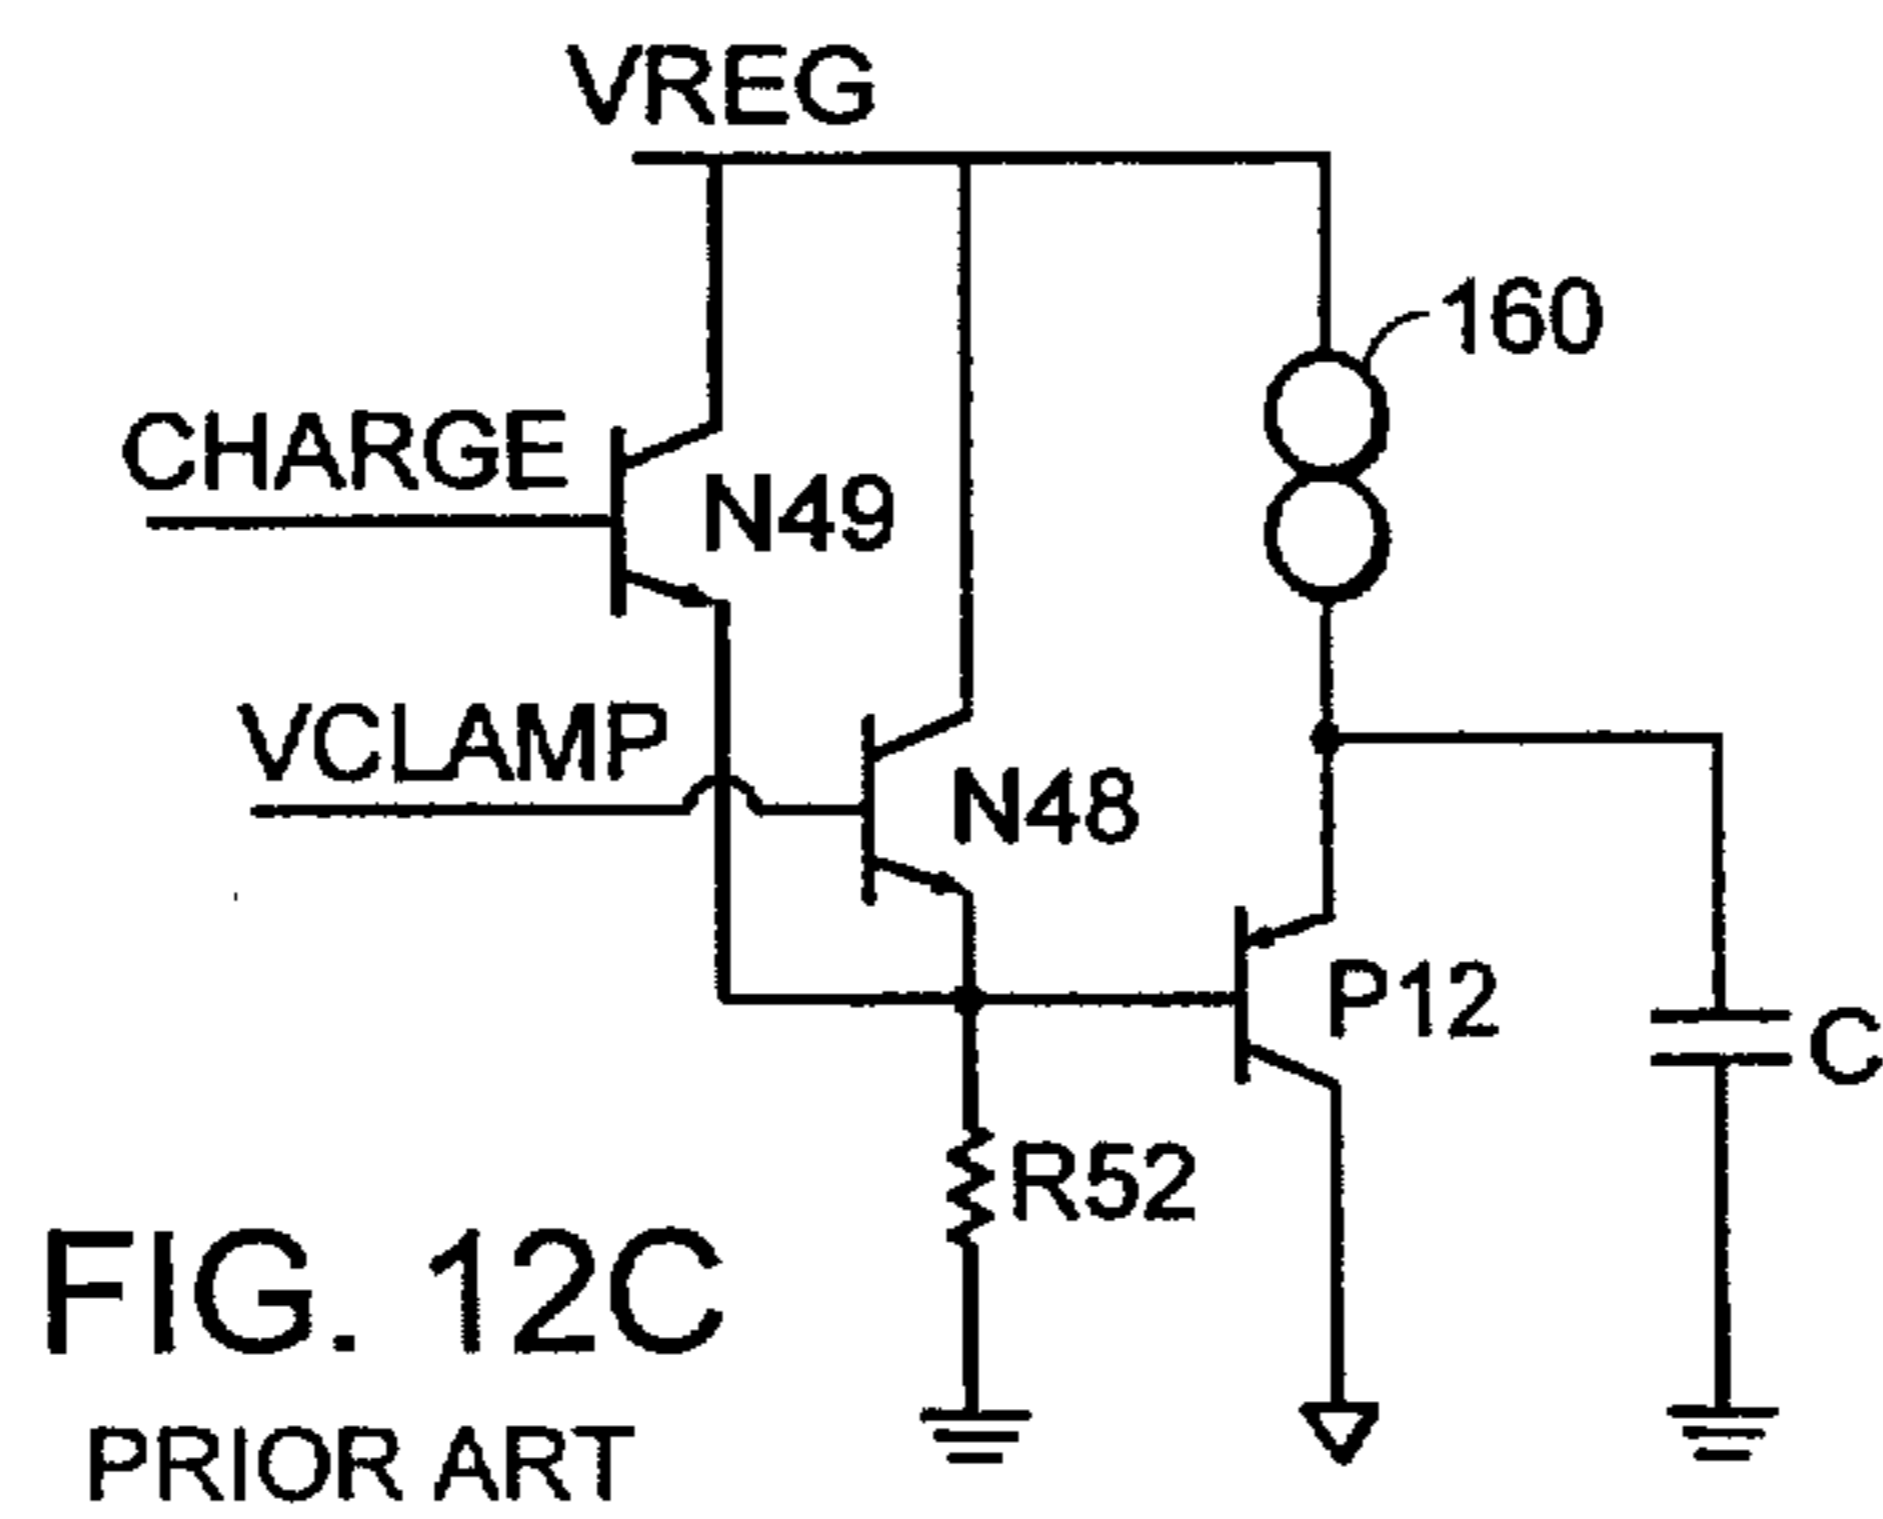 VREG
160
CHARGE
N49
VCLAMP
N48
P12
C
R52
FIG. 12C
PRIOR ART